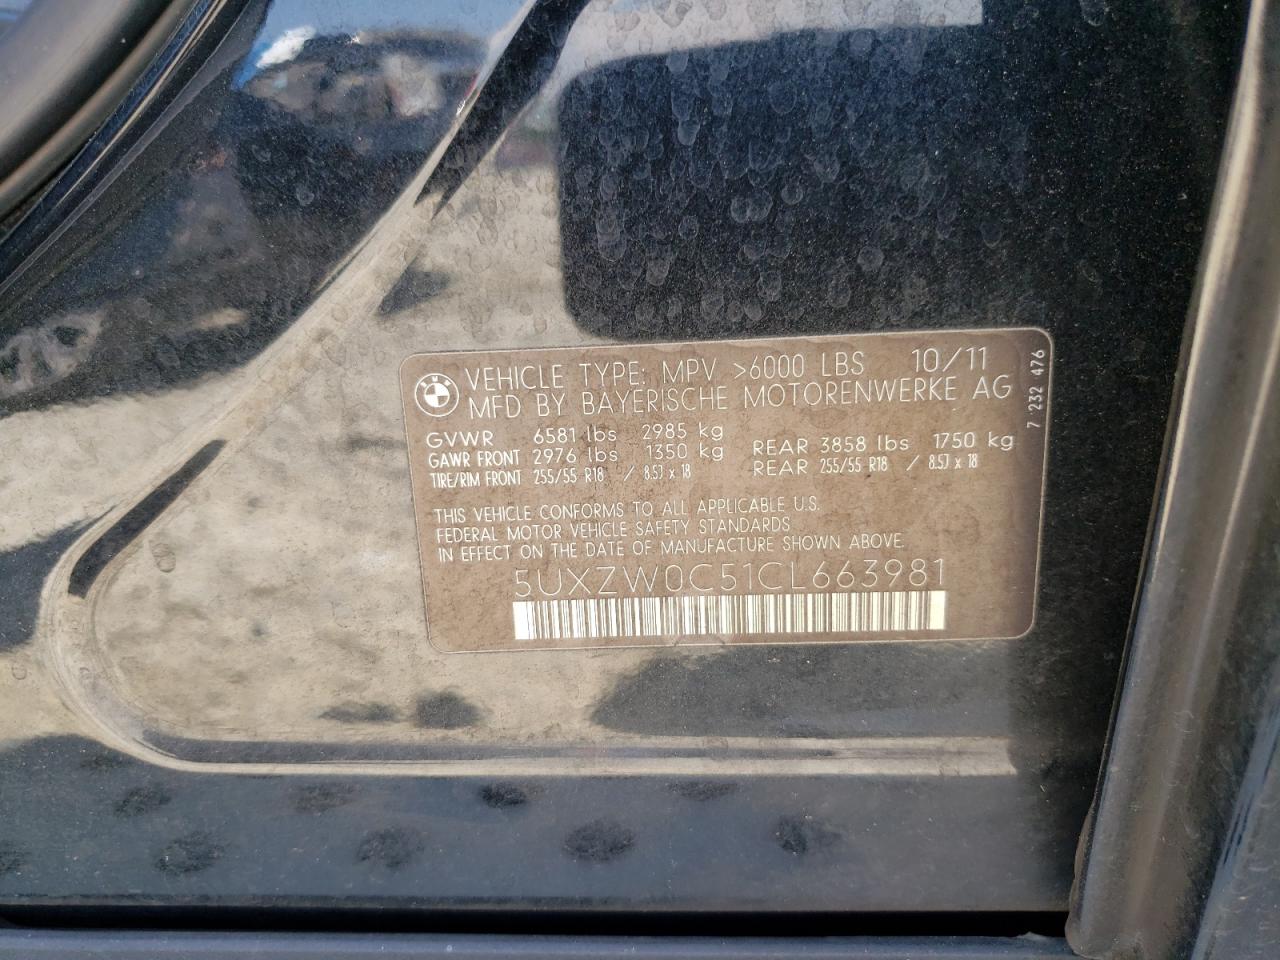 BMW
VEHICLE TYPE: MPV >6000 LBS 10/11
MFD BY BAYERISCHE MOTORENWERKE AG
GVWR 6581 lbs 2985 kg
GAWR FRONT 2976 lbs 1350 kg REAR 3858 lbs 1750 kg
TIRE/RIM FRONT 255/55 R18 / 8.5J x 18 REAR 255/55 R18 / 8.5J x 18
THIS VEHICLE CONFORMS TO ALL APPLICABLE U.S.
FEDERAL MOTOR VEHICLE SAFETY STANDARDS
IN EFFECT ON THE DATE OF MANUFACTURE SHOWN ABOVE.
5UXZW0C51CL663981
7 232 476